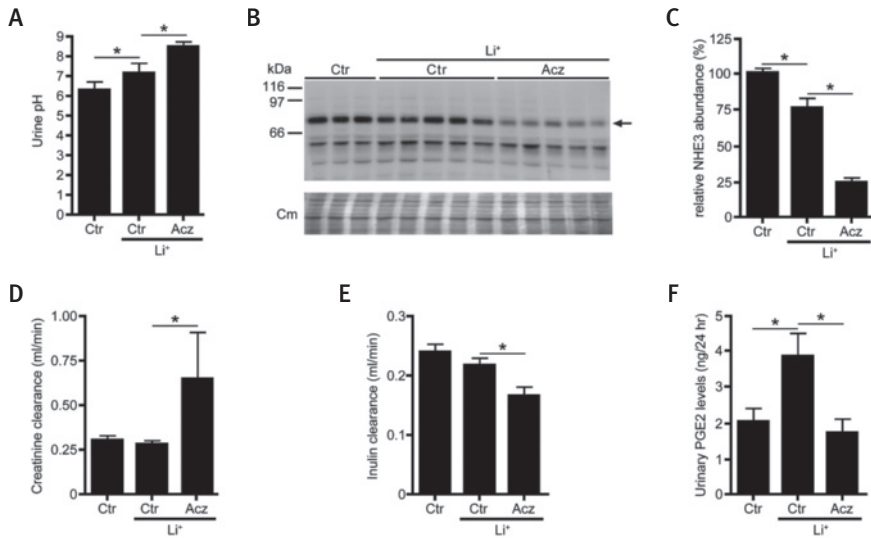 A
Urine pH
9
8
7
6
5
4
3
2
1
0
Ctr
Ctr
Acz
Li⁺
B
Li⁺
kDa
Ctr
Ctr
Acz
116
97
66
Cm
C
relative NHE3 abundance (%)
125
100
75
50
25
0
Ctr
Ctr
Acz
Li⁺
*
*
*
*
D
Creatinine clearance (ml/min)
1.00
0.75
0.50
0.25
0
*
Ctr
Ctr
Acz
Li⁺
E
Inulin clearance (ml/min)
0.3
0.2
0.1
0
*
Ctr
Ctr
Acz
Li⁺
F
Urinary PGE2 levels (ng/24 hr)
5
4
3
2
1
0
*
*
Ctr
Ctr
Acz
Li⁺